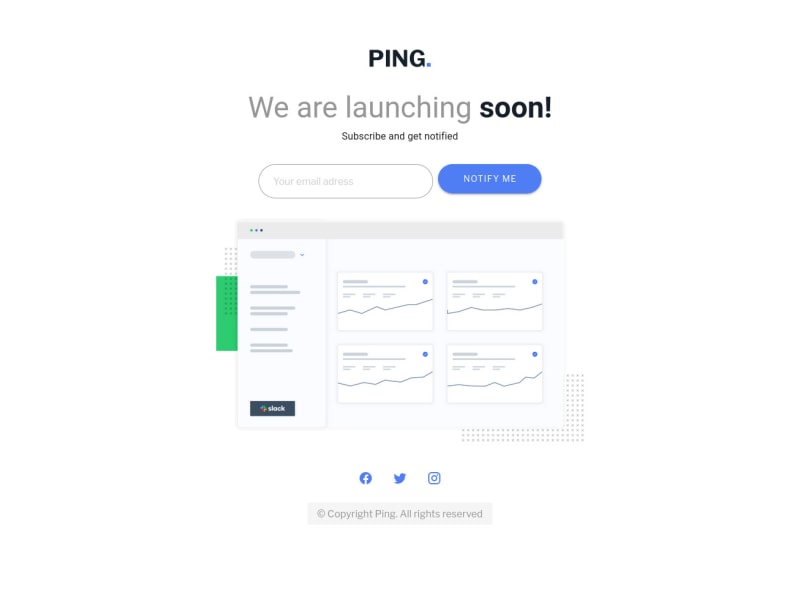 PING.
We are launching soon!
Subscribe and get notified
Your email adress
NOTIFY ME
slack
© Copyright Ping. All rights reserved